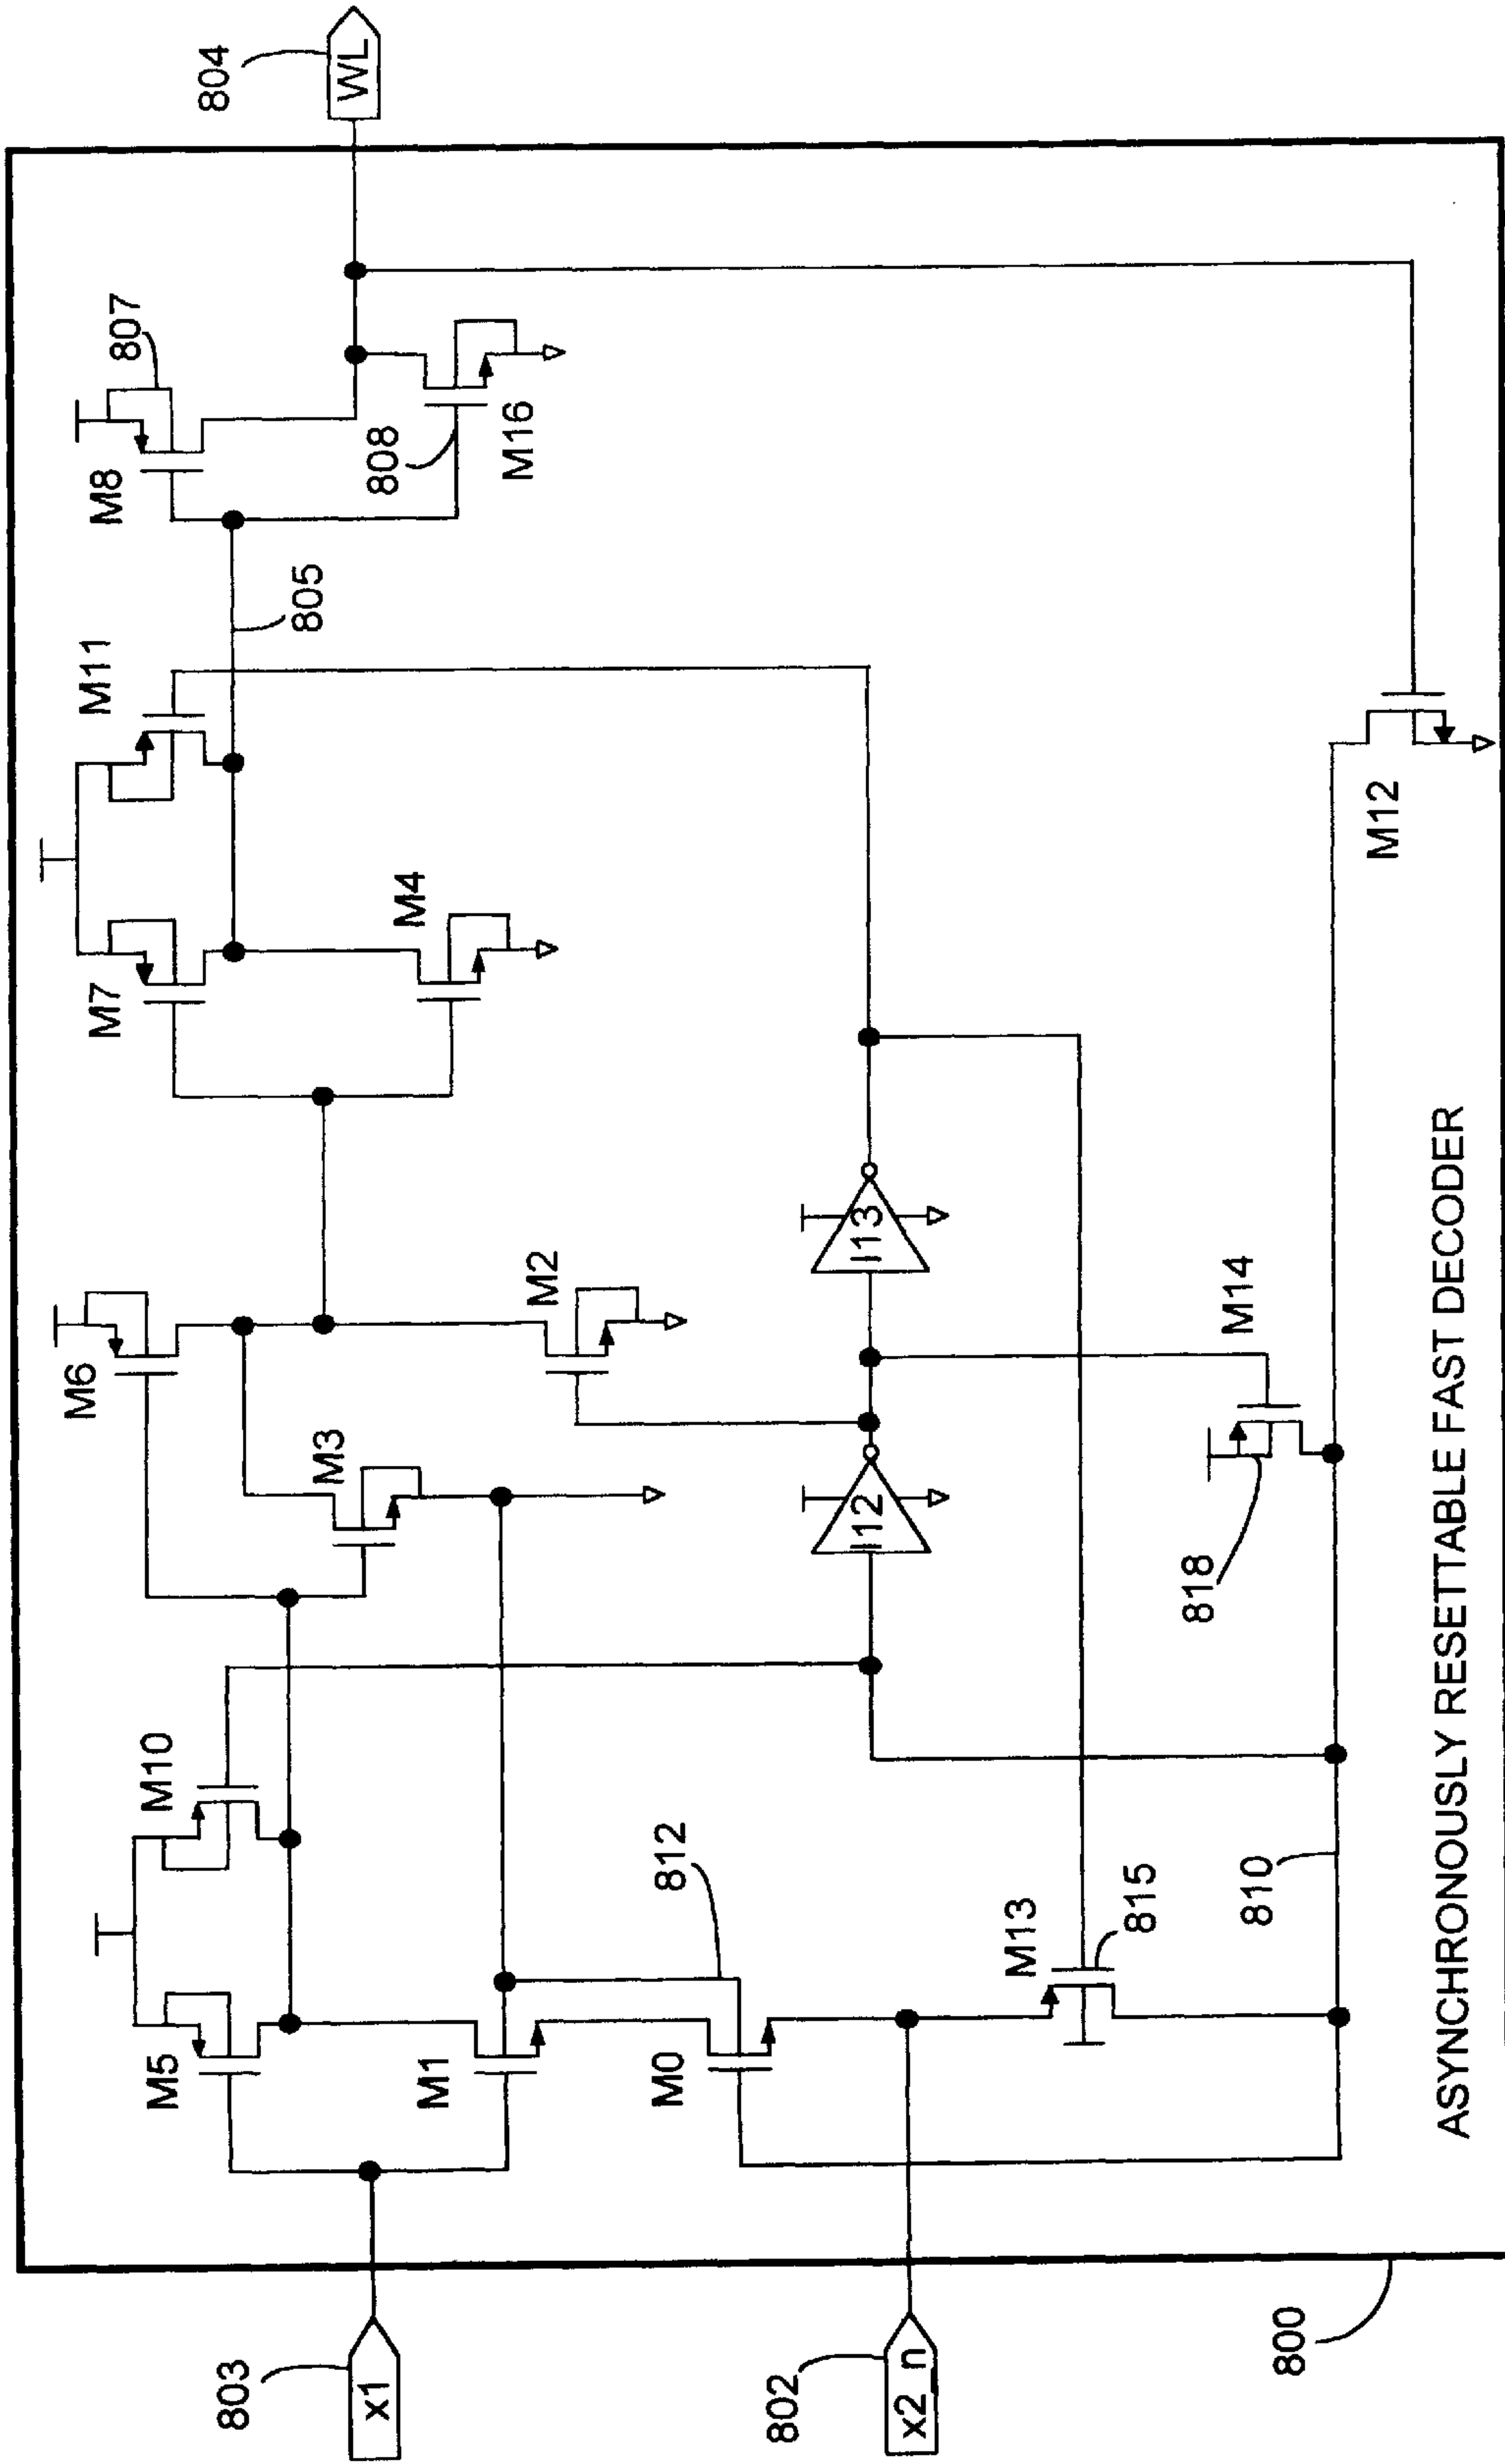 804
WL
807
M8
808
M16
805
M11
M7
M4
M6
M3
M2
I13
I12
M14
818
M12
M10
M5
M1
812
M0
M13
815
810
803
x1
802
x2_n
800
ASYNCHRONOUSLY RESETTABLE FAST DECODER